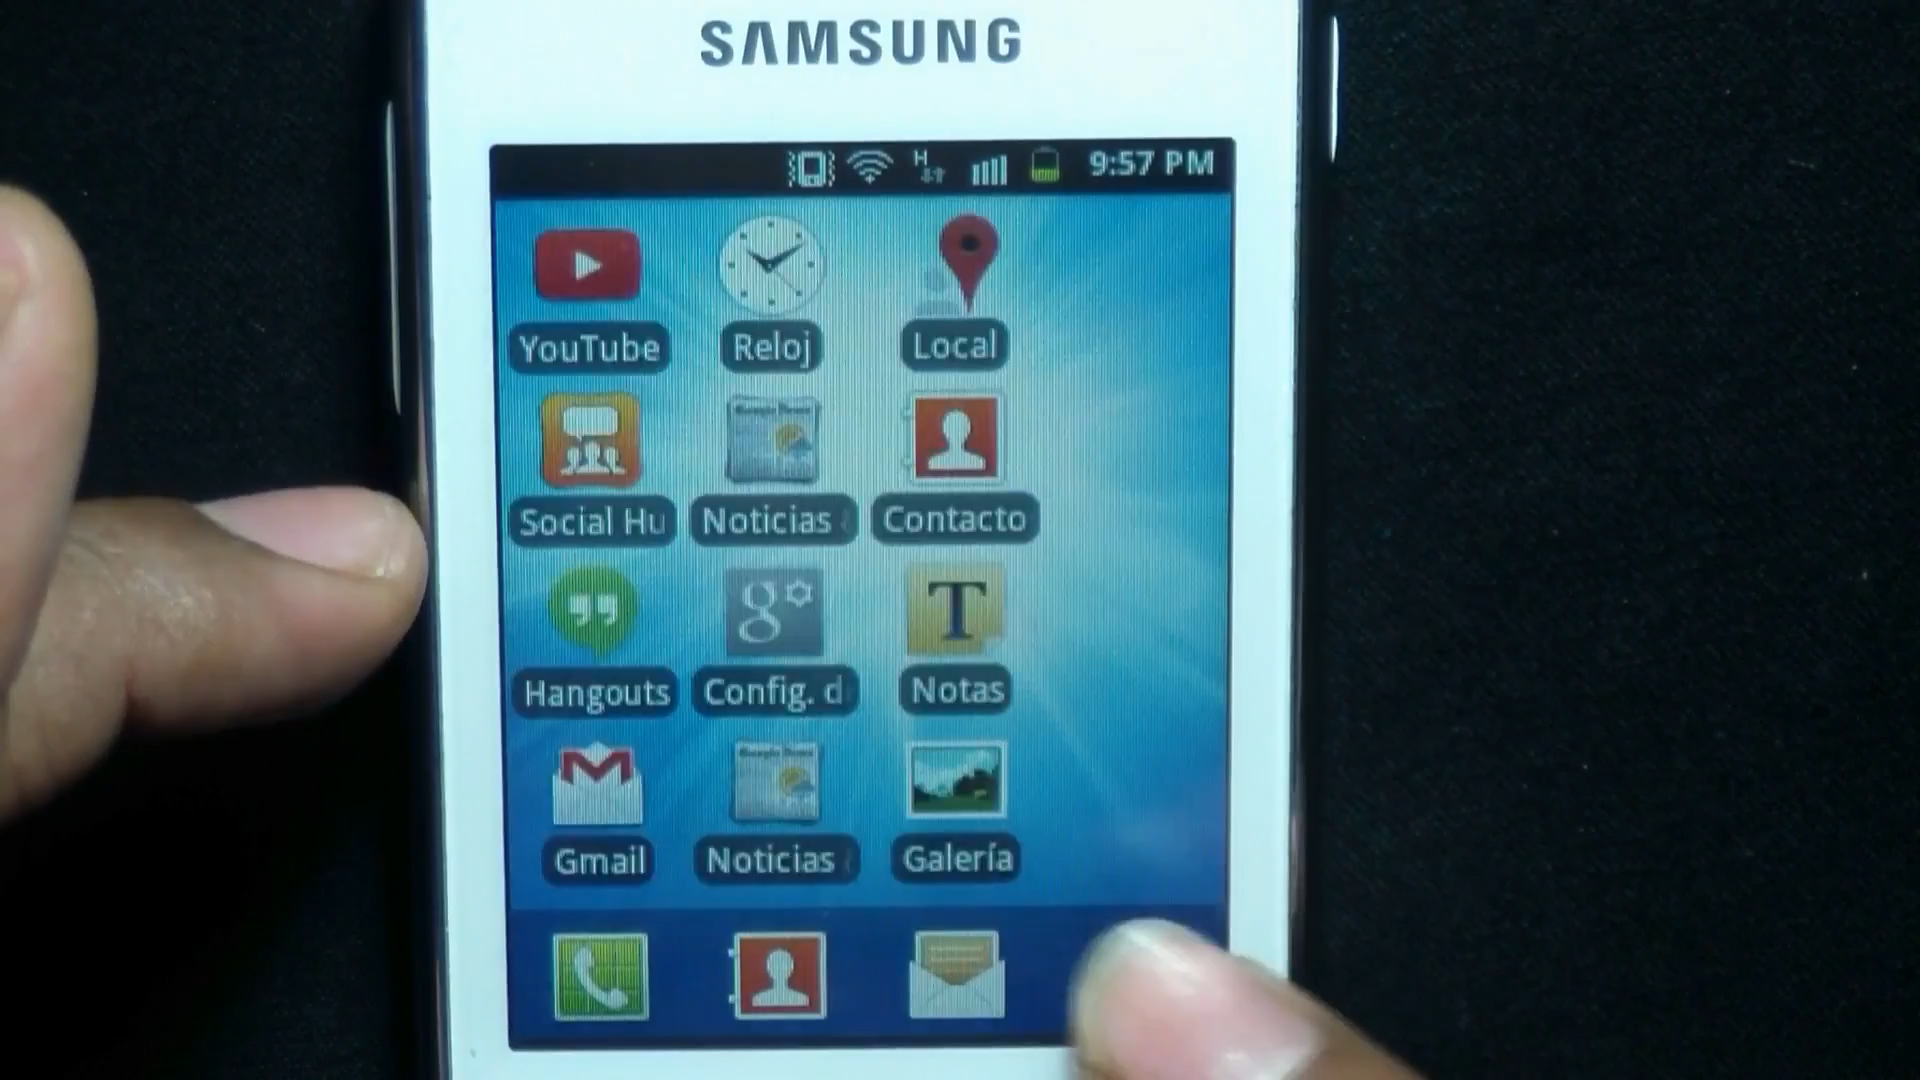 SAMSUNG
H 9:57 PM
YouTube Reloj Local
Social Hu Noticias Contacto
Hangouts Config. d Notas
Gmail Noticias Galería